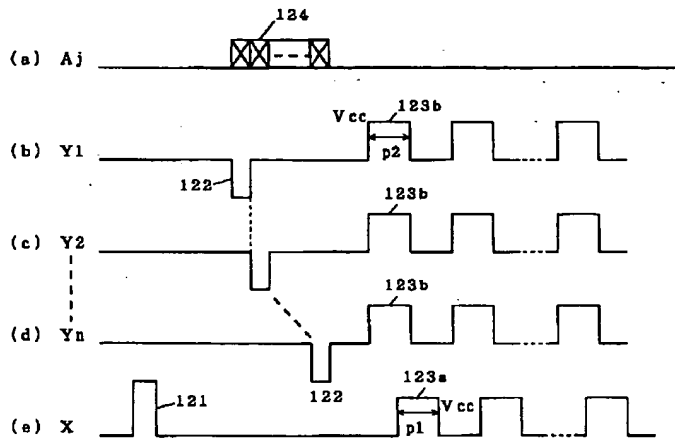 124
(a) Aj
Vcc 123b
(b) Y1 p2
122
123b
(c) Y2
123b
(d) Yn
122
123a
121 Vcc
(e) X p1